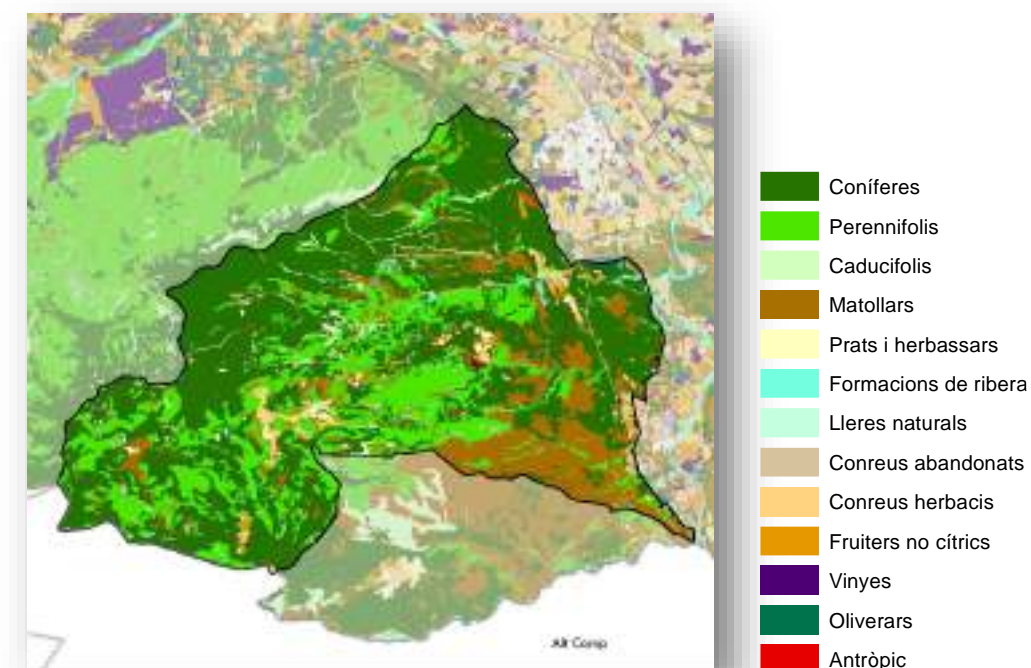 Coníferes
Perennifolis
Caducifolis
Matollars
Prats i herbassars
Formacions de ribera
Lleres naturals
Conreus abandonats
Conreus herbacis
Fruiters no cítrics
Vinyes
Oliverars
Antròpic
Alt Camp